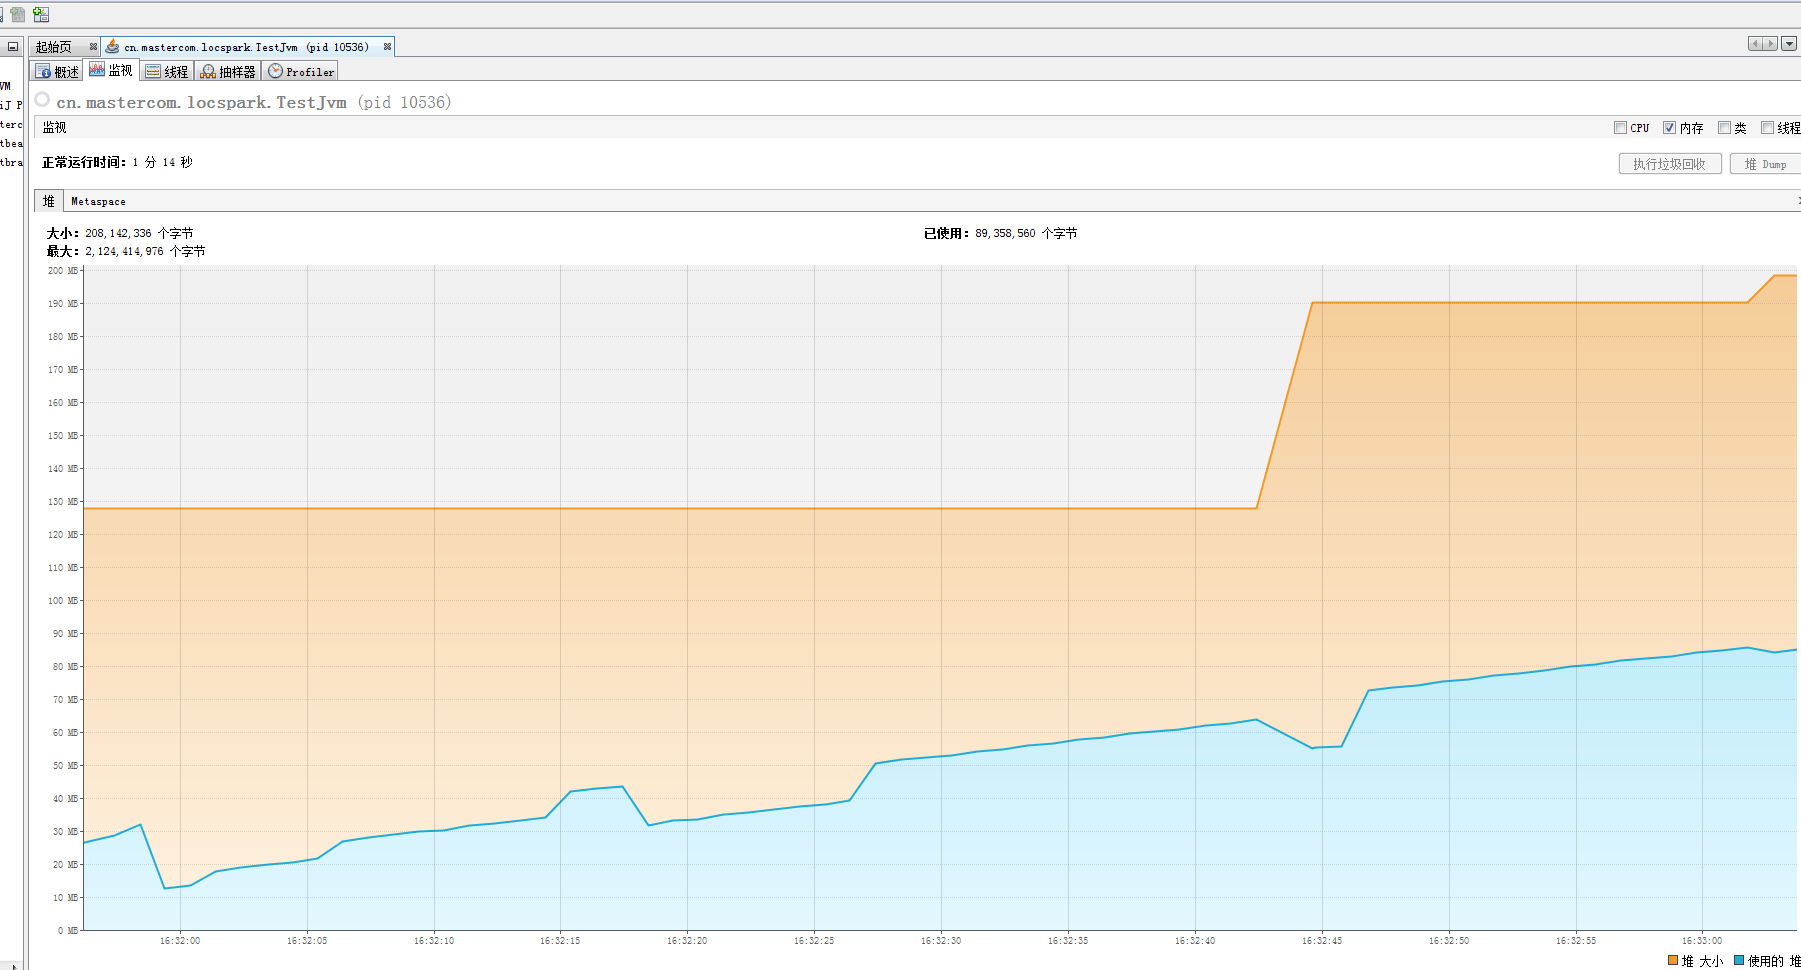 起始页 cn.mastercom.locspark.TestJvm (pid 10536)
概述 监视 线程 抽样器 Profiler
VM
iJ P
terc
tbea
tbra
cn.mastercom.locspark.TestJvm (pid 10536)
监视 CPU 内存 类 线程
正常运行时间: 1 分 14 秒 执行垃圾回收 堆 Dump
堆 Metaspace
大小: 208,142,336 个字节 已使用: 89,358,560 个字节
最大: 2,124,414,976 个字节
200 MB
190 MB
180 MB
170 MB
160 MB
150 MB
140 MB
130 MB
120 MB
110 MB
100 MB
90 MB
80 MB
70 MB
60 MB
50 MB
40 MB
30 MB
20 MB
10 MB
0 MB
16:32:00 16:32:05 16:32:10 16:32:15 16:32:20 16:32:25 16:32:30 16:32:35 16:32:40 16:32:45 16:32:50 16:32:55 16:33:00
堆 大小 使用的 堆